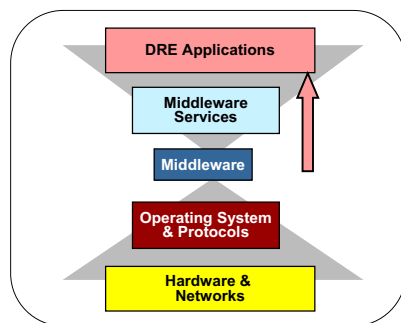 DRE Applications
Middleware
Services
Middleware
Operating System
& Protocols
Hardware &
Networks